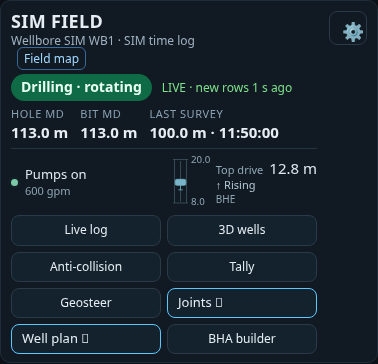 SIM FIELD
Wellbore SIM WB1 · SIM time log
Field map
Drilling · rotating
LIVE · new rows 1 s ago
HOLE MD BIT MD LAST SURVEY
113.0 m 113.0 m 100.0 m · 11:50:00
Pumps on
600 gpm
20.0
8.0
Top drive 12.8 m
↑ Rising
BHE
Live log
3D wells
Anti-collision
Tally
Geosteer
Joints
Well plan
BHA builder